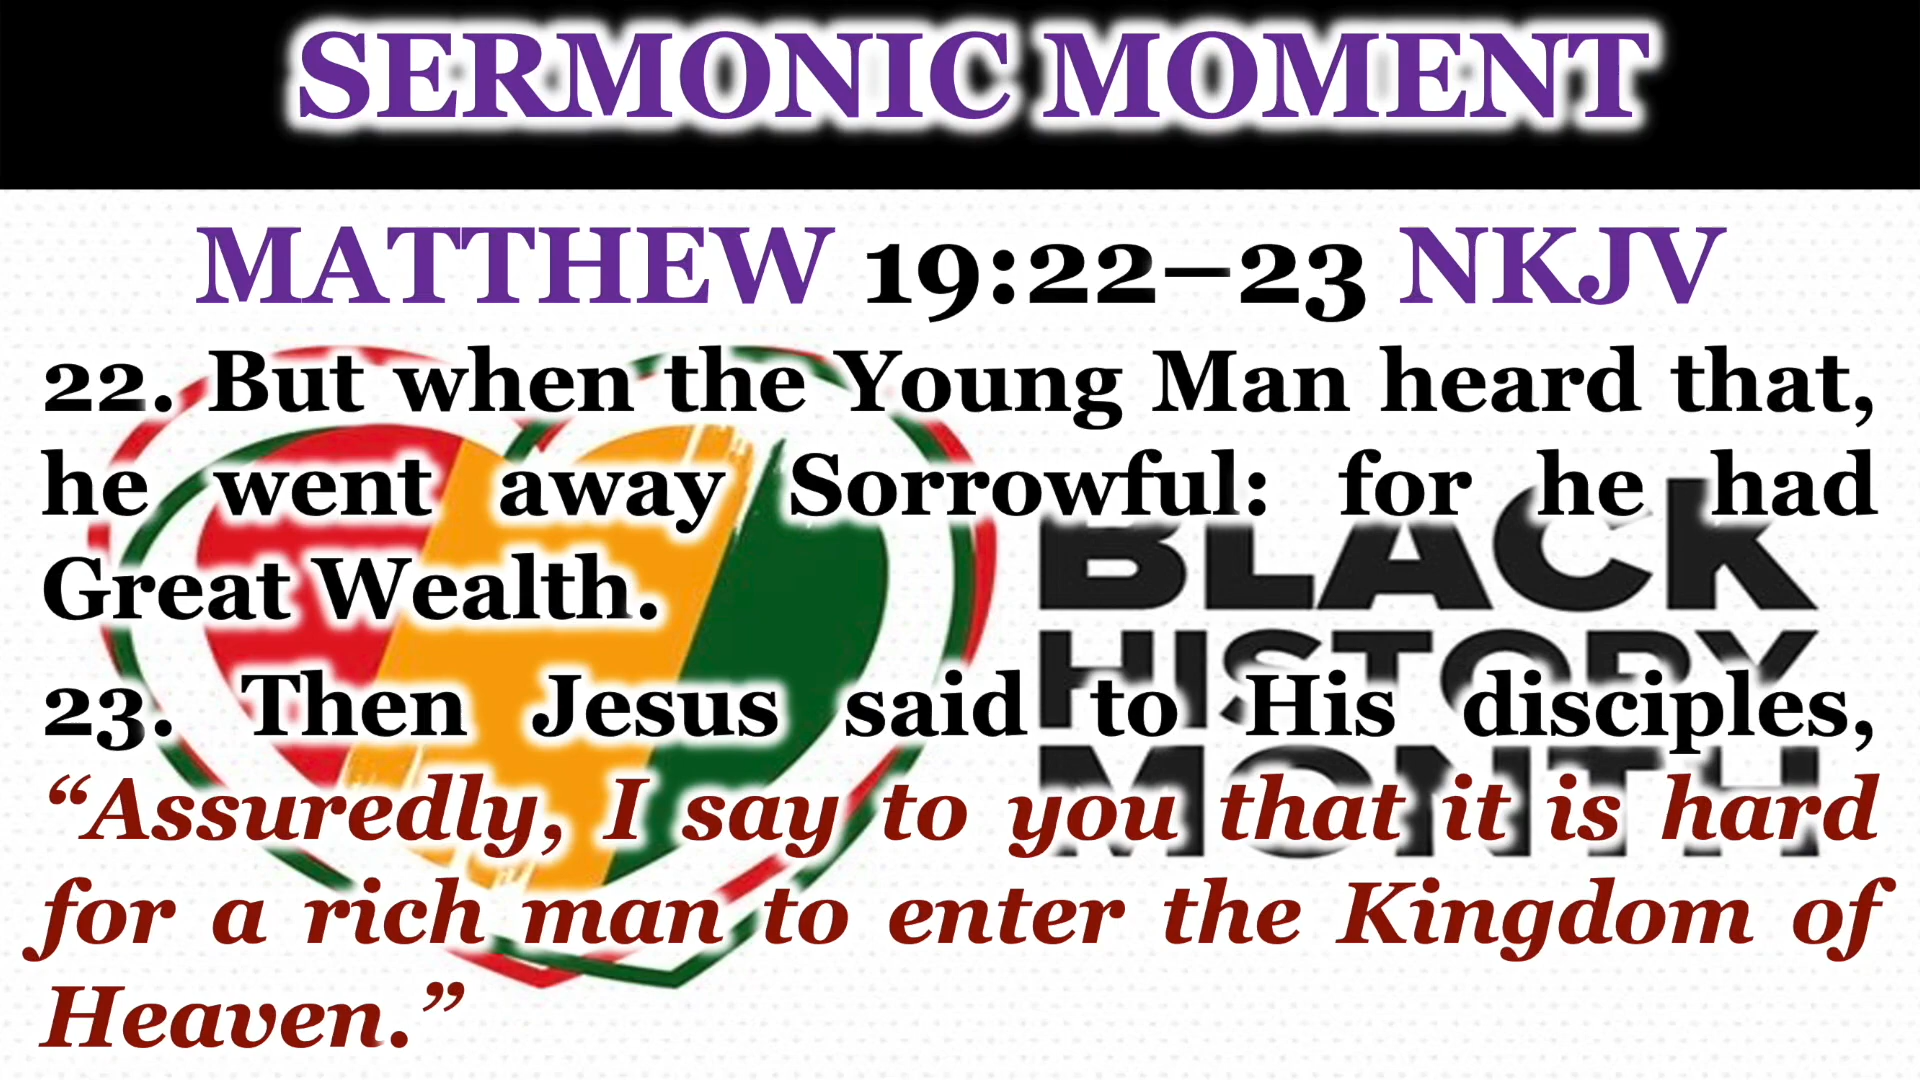 SERMONIC MOMENT
MATTHEW 19:22–23 NKJV
22. But when the Young Man heard that,
he went away Sorrowful: for he had
Great Wealth.
23. Then Jesus said to His disciples,
“Assuredly, I say to you that it is hard
for a rich man to enter the Kingdom of
Heaven.”
BLACK
HISTORY
MONTH